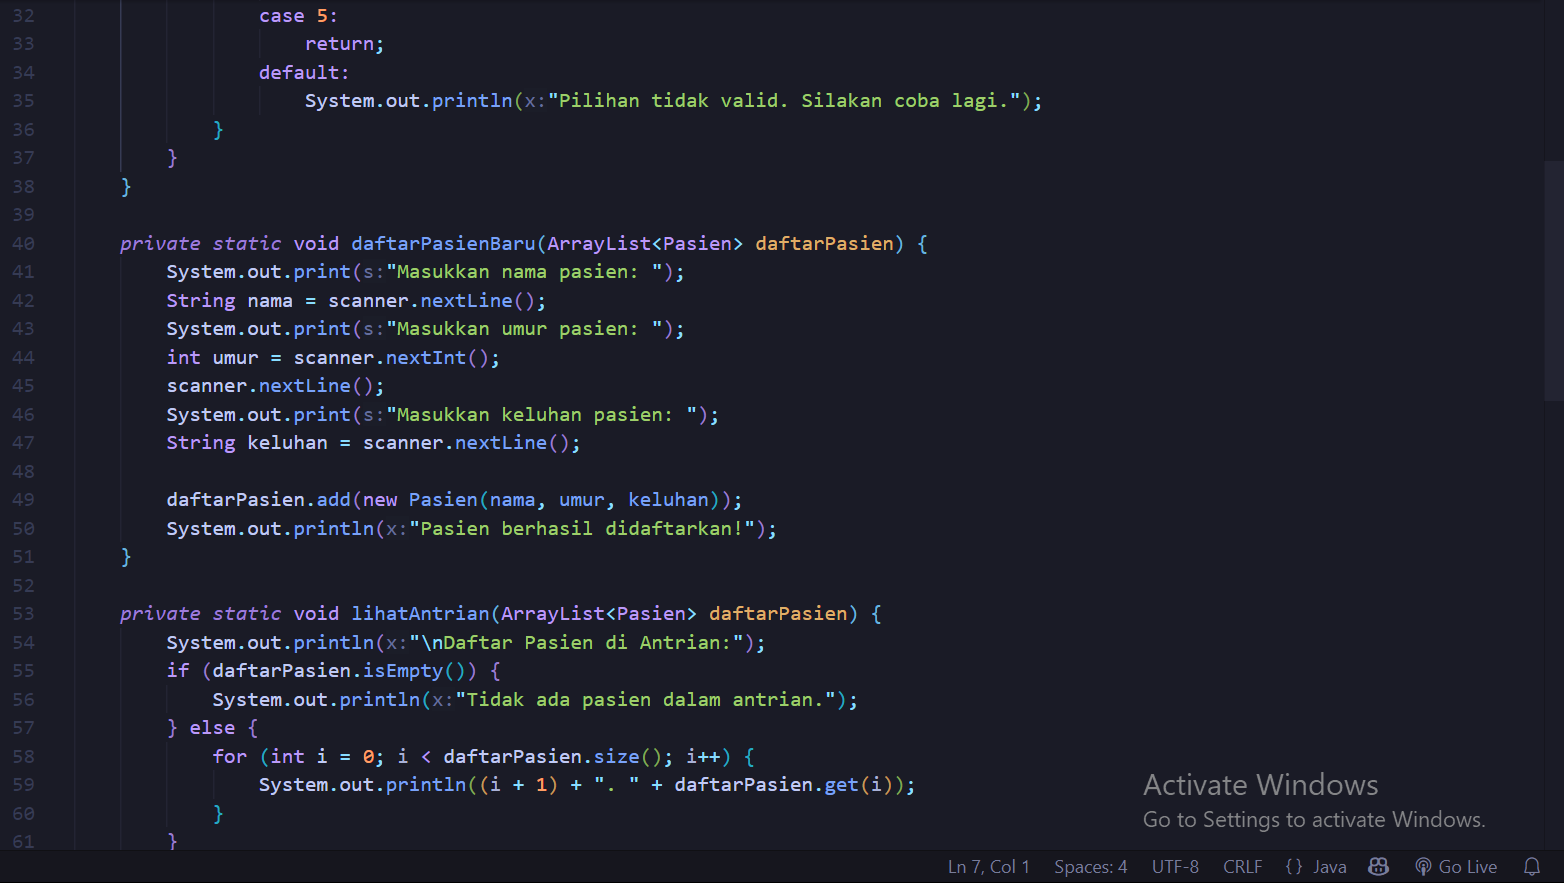 32                    case 5:
33                        return;
34                    default:
35                        System.out.println(x:"Pilihan tidak valid. Silakan coba lagi.");
36                }
37            }
38        }
39
40        private static void daftarPasienBaru(ArrayList<Pasien> daftarPasien) {
41            System.out.print(s:"Masukkan nama pasien: ");
42            String nama = scanner.nextLine();
43            System.out.print(s:"Masukkan umur pasien: ");
44            int umur = scanner.nextInt();
45            scanner.nextLine();
46            System.out.print(s:"Masukkan keluhan pasien: ");
47            String keluhan = scanner.nextLine();
48
49            daftarPasien.add(new Pasien(nama, umur, keluhan));
50            System.out.println(x:"Pasien berhasil didaftarkan!");
51        }
52
53        private static void lihatAntrian(ArrayList<Pasien> daftarPasien) {
54            System.out.println(x:"\nDaftar Pasien di Antrian:");
55            if (daftarPasien.isEmpty()) {
56                System.out.println(x:"Tidak ada pasien dalam antrian.");
57            } else {
58                for (int i = 0; i < daftarPasien.size(); i++) {
59                    System.out.println((i + 1) + ". " + daftarPasien.get(i));
60                }
61            }
Activate Windows
Go to Settings to activate Windows.
Ln 7, Col 1 Spaces: 4 UTF-8 CRLF {} Java Go Live